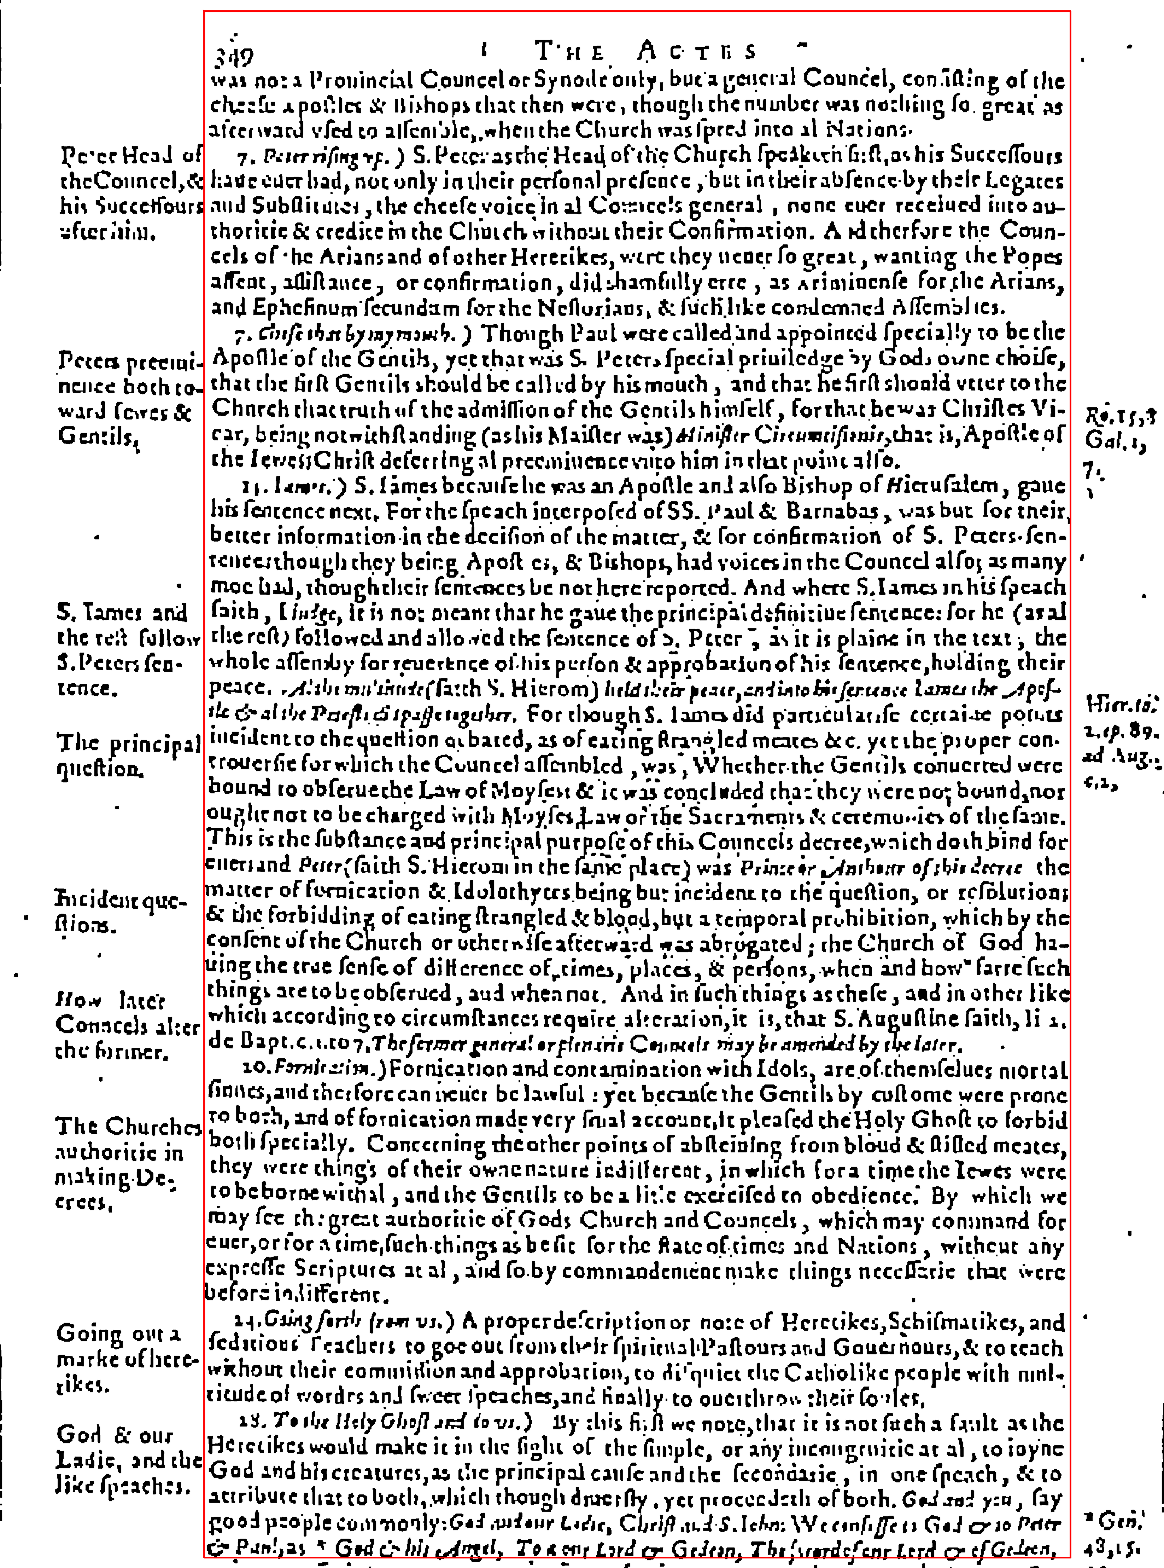 349 THE ACTES
was not a Prouincial Councel or Synode only, but a general Councel, consisting of the
cheefe Apostles & Bishops that then were, though the number was nothing so great as
afterward vsed to assemble, when the Church was spred into al Nations.
Peter Head of the Councel, & his Successours after him.
7. Peter rising vp.) S. Peter as the Head of the Church speaketh first, as his Successours
haue euer had, not only in their personal presence, but in their absence by their Legates
and Substitutes, the cheefe voice in al Councels general, none euer receiued into au-
thoritie & credite in the Church without their Confirmation. And therfore the Coun-
cels of the Arians and of other Heretikes, were they neuer so great, wanting the Popes
assent, assistance, or confirmation, did shamfully erre, as Ariminense for the Arians,
and Ephesinum secundum for the Nestorians, & such like condemned Assemblies.
7. Choise that by my mouth.) Though Paul were called and appointed specially to be the
Peters preemi-
nence both to-
ward Iewes &
Gentils.
Apostle of the Gentils, yet that was S. Peters special priuiledge by Gods owne choise,
that the first Gentils should be called by his mouth, and that he first should vtter to the
Church that truth of the admission of the Gentils himself, for that he was Christes Vi-
car, being notwithstanding (as his Maister was) Minister Circumcisionis, that is, Apostle of
the Iewes; Christ deferring al preeminence vnto him in that point also.
Ro. 15, 8
Gal. 2,
7.
13. Iames.) S. Iames because he was an Apostle and also Bishop of Hierusalem, gaue
his sentence next. For the speach interposed of SS. Paul & Barnabas, was but for their
better information in the decision of the matter, & for confirmation of S. Peters sen-
tence: though they being Apostles, & Bishops, had voices in the Councel also; as many
moe had, though their sentences be not here reported. And where S. Iames in his speach
S. Iames and
the rest follow
S. Peters sen-
tence.
saith, I iudge, it is not meant that he gaue the principal definitiue sentence: for he (as al
the rest) followed and allowed the sentence of S. Peter, as it is plaine in the text, the
whole assemby for reuerence of his person & approbation of his sentence, holding their
peace. Al the multitude (saith S. Hierom) held their peace, and into his sentence Iames the Apos-
tle & al the Priests did passe together. For though S. Iames did particularise certaine points
Hier. to.
2. ep. 89.
ad Aug.
c. 2,
The principal
question.
incident to the question debated, as of eating strangled meates &c. yet the proper con-
trouersie for which the Councel assembled, was, Whether the Gentils conuerted were
bound to obserue the Law of Moyses: & it was concluded that they were not bound, nor
ought not to be charged with Moyses Law or the Sacraments & ceremonies of the same.
This is the substance and principal purpose of this Councels decree, which doth bind for
euer: and Peter (saith S. Hierom in the same place) was Prince or Authour of this decree the
Incident que-
stions.
matter of fornication & Idolothytes being but incident to the question, or resolution;
& the forbidding of eating strangled & blood, but a temporal prohibition, which by the
consent of the Church or otherwise afterward was abrogated; the Church of God ha-
uing the true sense of difference of times, places, & persons, when and how farre such
How later
Councels alter
the former.
things are to be obserued, and when not. And in such things as these, and in other like
which according to circumstances require alteration, it is, that S. Augustine saith, li 2.
de Bapt. c. 3. to 7, The former general or plenarie Councels may be amended by the later.
20. Fornication.) Fornication and contamination with Idols, are of themselues mortal
sinnes, and therfore can neuer be lawful: yet because the Gentils by custome were prone
The Churches
authoritie in
making De-
crees.
to both, and of fornication made very smal account, it pleased the Holy Ghost to forbid
both specially. Concerning the other points of absteining from bloud & stifled meates,
they were things of their owne nature indifferent, in which for a time the Iewes were
to be borne withal, and the Gentils to be a litle exercised to obedience. By which we
may see the great authoritie of Gods Church and Councels, which may command for
euer, or for a time, such things as be fit for the state of times and Nations, without any
expresse Scriptures at al, and so by commandement make things necessarie that were
before indifferent.
Going out a
marke of here-
tikes.
24. Going forth from vs.) A proper description or note of Heretikes, Schismatikes, and
seditious Teachers to goe out from their spiritual Pastours and Gouernours, & to teach
without their commission and approbation, to disquiet the Catholike people with mul-
titude of wordes and sweet speaches, and finally to ouerthrow their soules.
28. To the Holy Ghost and to vs.) By this first we note, that it is not such a fault as the
God & our
Ladie, and the
like speaches.
Heretikes would make it in the sight of the simple, or any incongruitie at al, to ioyne
God and his creatures, as the principal cause and the secondarie, in one speach, & to
attribute that to both, which though diuersly, yet proceedeth of both. God and you, say
good people commonly: God and our Ladie, Christ and S. Iohn: We confesse to God & to Peter
& Paul, as * God & his Angel, To our Lord & Gedeon, The sword of our Lord & of Gedeon,
* Gen.
48, 15.